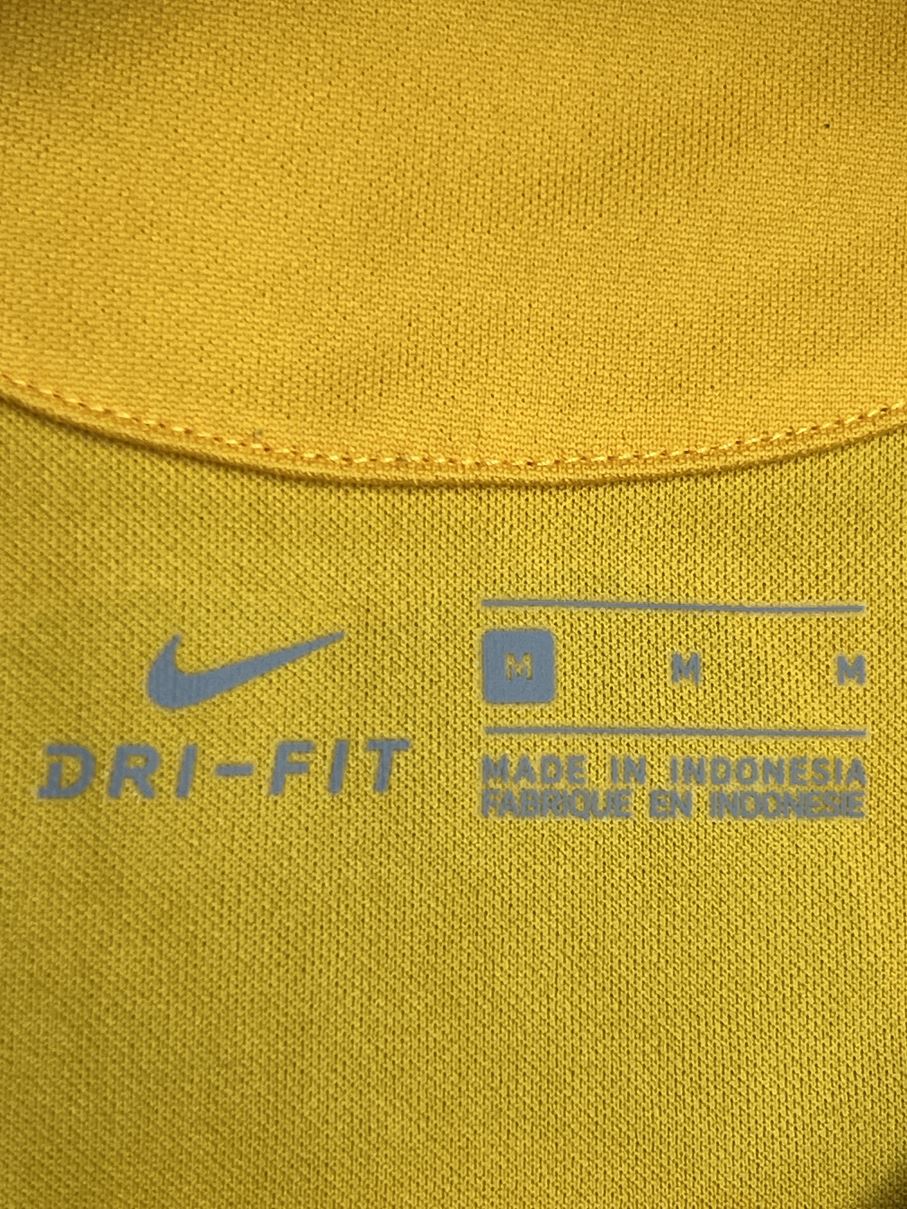 DRI-FIT
M M M
MADE IN INDONESIA
FABRIQUE EN INDONESIE